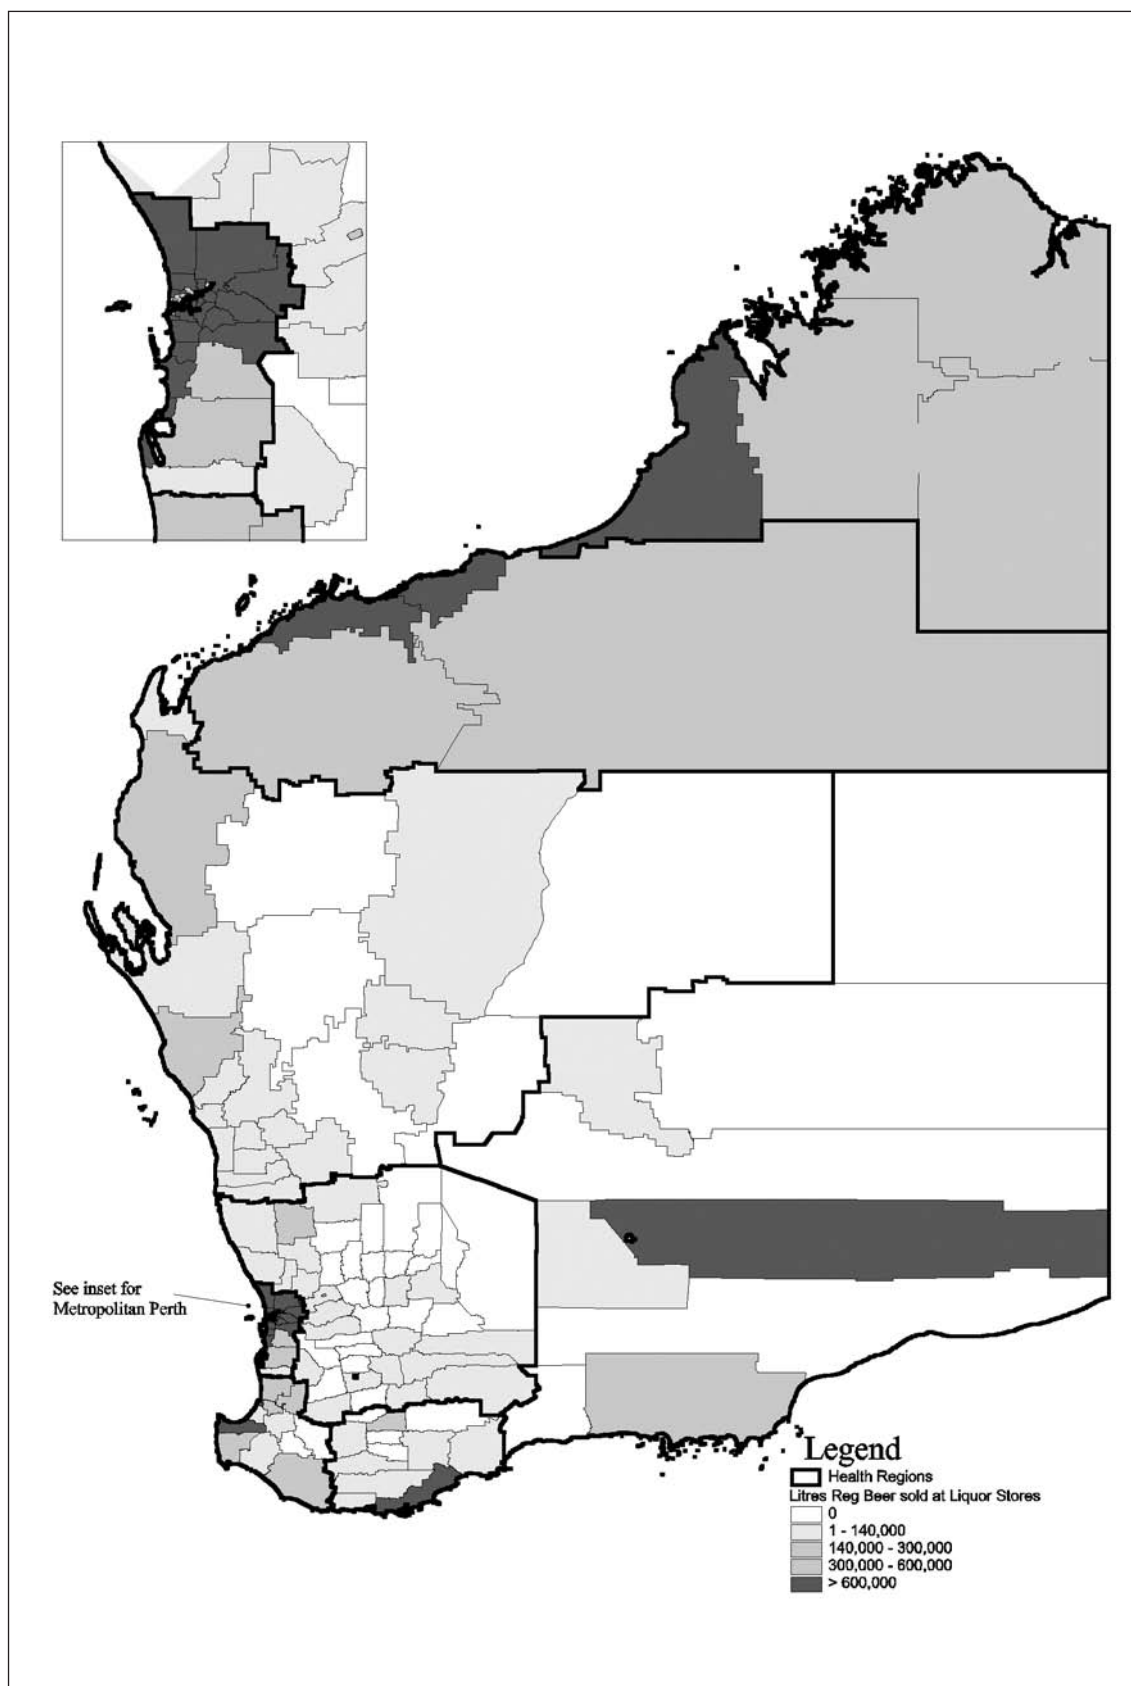 See inset for
Metropolitan Perth
Legend
Health Regions
Litres Reg Beer sold at Liquor Stores
0
1 - 140,000
140,000 - 300,000
300,000 - 600,000
> 600,000